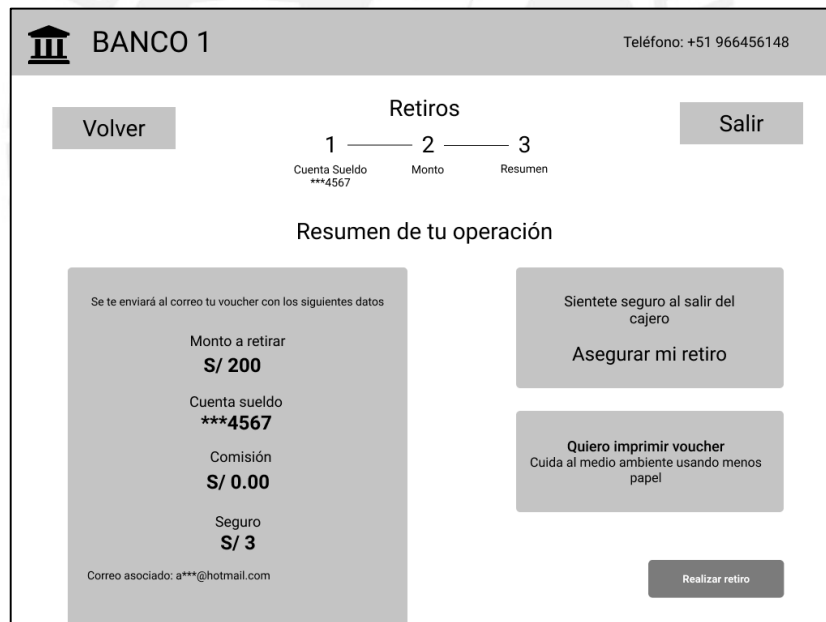 BANCO 1
Teléfono: +51 966456148
Volver
Retiros
Salir
1
2
3
Cuenta Sueldo
***4567
Monto
Resumen
Resumen de tu operación
Se te enviará al correo tu voucher con los siguientes datos
Monto a retirar
S/ 200
Cuenta sueldo
***4567
Comisión
S/ 0.00
Seguro
S/ 3
Correo asociado: a***@hotmail.com
Sientete seguro al salir del
cajero
Asegurar mi retiro
Quiero imprimir voucher
Cuida al medio ambiente usando menos
papel
Realizar retiro